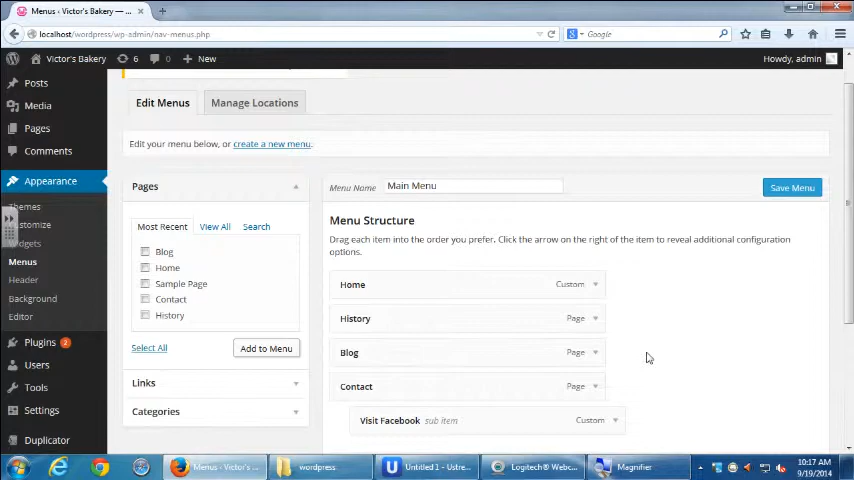 Menus ‹ Victor's Bakery —... × +
localhost/wordpress/wp-admin/nav-menus.php
Google
Victor's Bakery 6 0 + New
Howdy, admin
Posts
Media
Pages
Comments
Appearance
Themes
ustomize
idgets
Menus
Header
Background
Editor
Plugins 2
Users
Tools
Settings
Duplicator
Edit Menus
Manage Locations
Edit your menu below, or create a new menu.
Pages
Most Recent View All Search
Blog
Home
Sample Page
Contact
History
Select All
Add to Menu
Links
Categories
Menu Name Main Menu
Save Menu
Menu Structure
Drag each item into the order you prefer. Click the arrow on the right of the item to reveal additional configuration
options.
Home Custom
History Page
Blog Page
Contact Page
Visit Facebook sub item Custom
Menus ‹ Victor's ...
wordpress
Untitled 1 - Ustre...
Logitech® Webc...
Magnifier
10:17 AM
9/19/2014